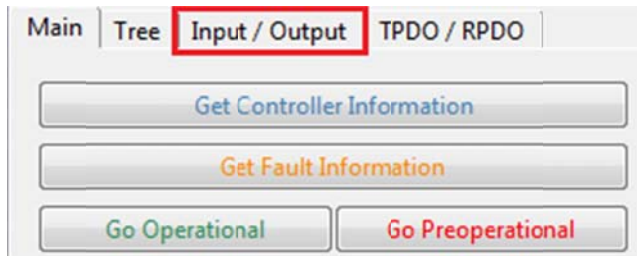 Main Tree Input / Output TPDO / RPDO
Get Controller Information
Get Fault Information
Go Operational Go Preoperational